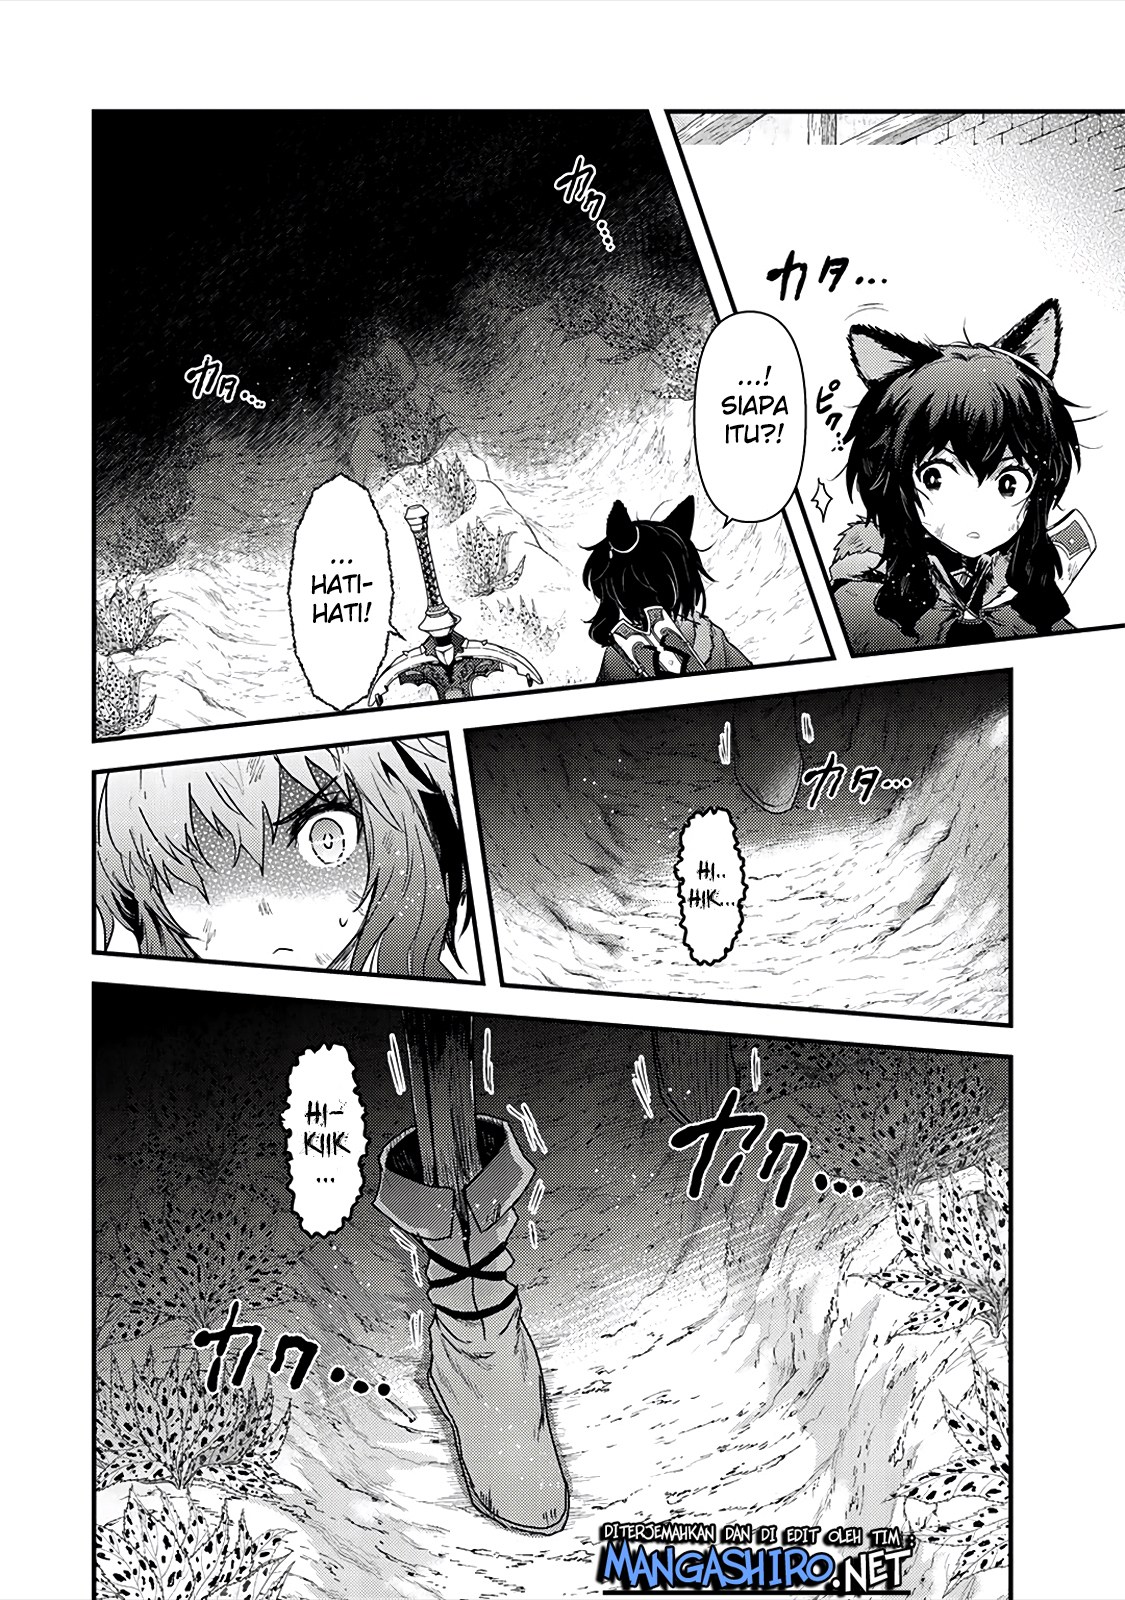 カタ…
ピク…
…!
SIAPA
ITU?!
カク…
カタ…
…
HATI-
HATI!
カタ…
HI..
HIK...
HI-
KIIK
...
カク…
カク…
DITERJEMAHKAN DAN DI EDIT OLEH TIM :
MANGASHIRO.NET